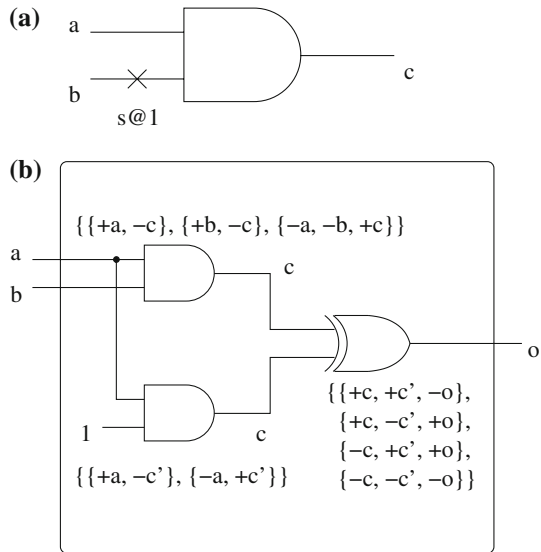 (a)
a
b
s@1
c
(b)
{{+a, −c}, {+b, −c}, {−a, −b, +c}}
a
b
c
o
1
c
{{+a, −c’}, {−a, +c’}}
{{+c, +c’, −o},
{+c, −c’, +o},
{−c, +c’, +o},
{−c, −c’, −o}}